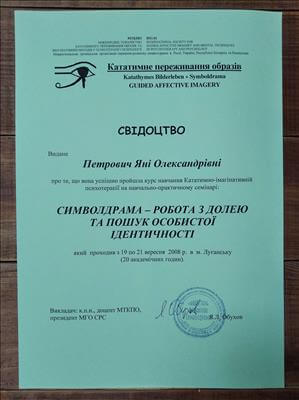 Кататимне переживання образів
Katathymes Bilderleben • Symboldrama
GUIDED AFFECTIVE IMAGERY
СВІДОЦТВО
Видане
Петрович Яні Олександрівні
про те, що вона успішно пройшла курс навчання Кататимно-імагінативній
психотерапії на навчально-практичному семінарі:
СИМВОЛДРАМА – РОБОТА З ДОЛЕЮ
ТА ПОШУК ОСОБИСТОЇ
ІДЕНТИЧНОСТІ
який проходив з 19 по 21 вересня 2008 р. в м. Луганську
(20 академічних годин).
Викладач: к.п.н., доцент МТКПО,
президент МГО СРС
Я.Л. Обухов